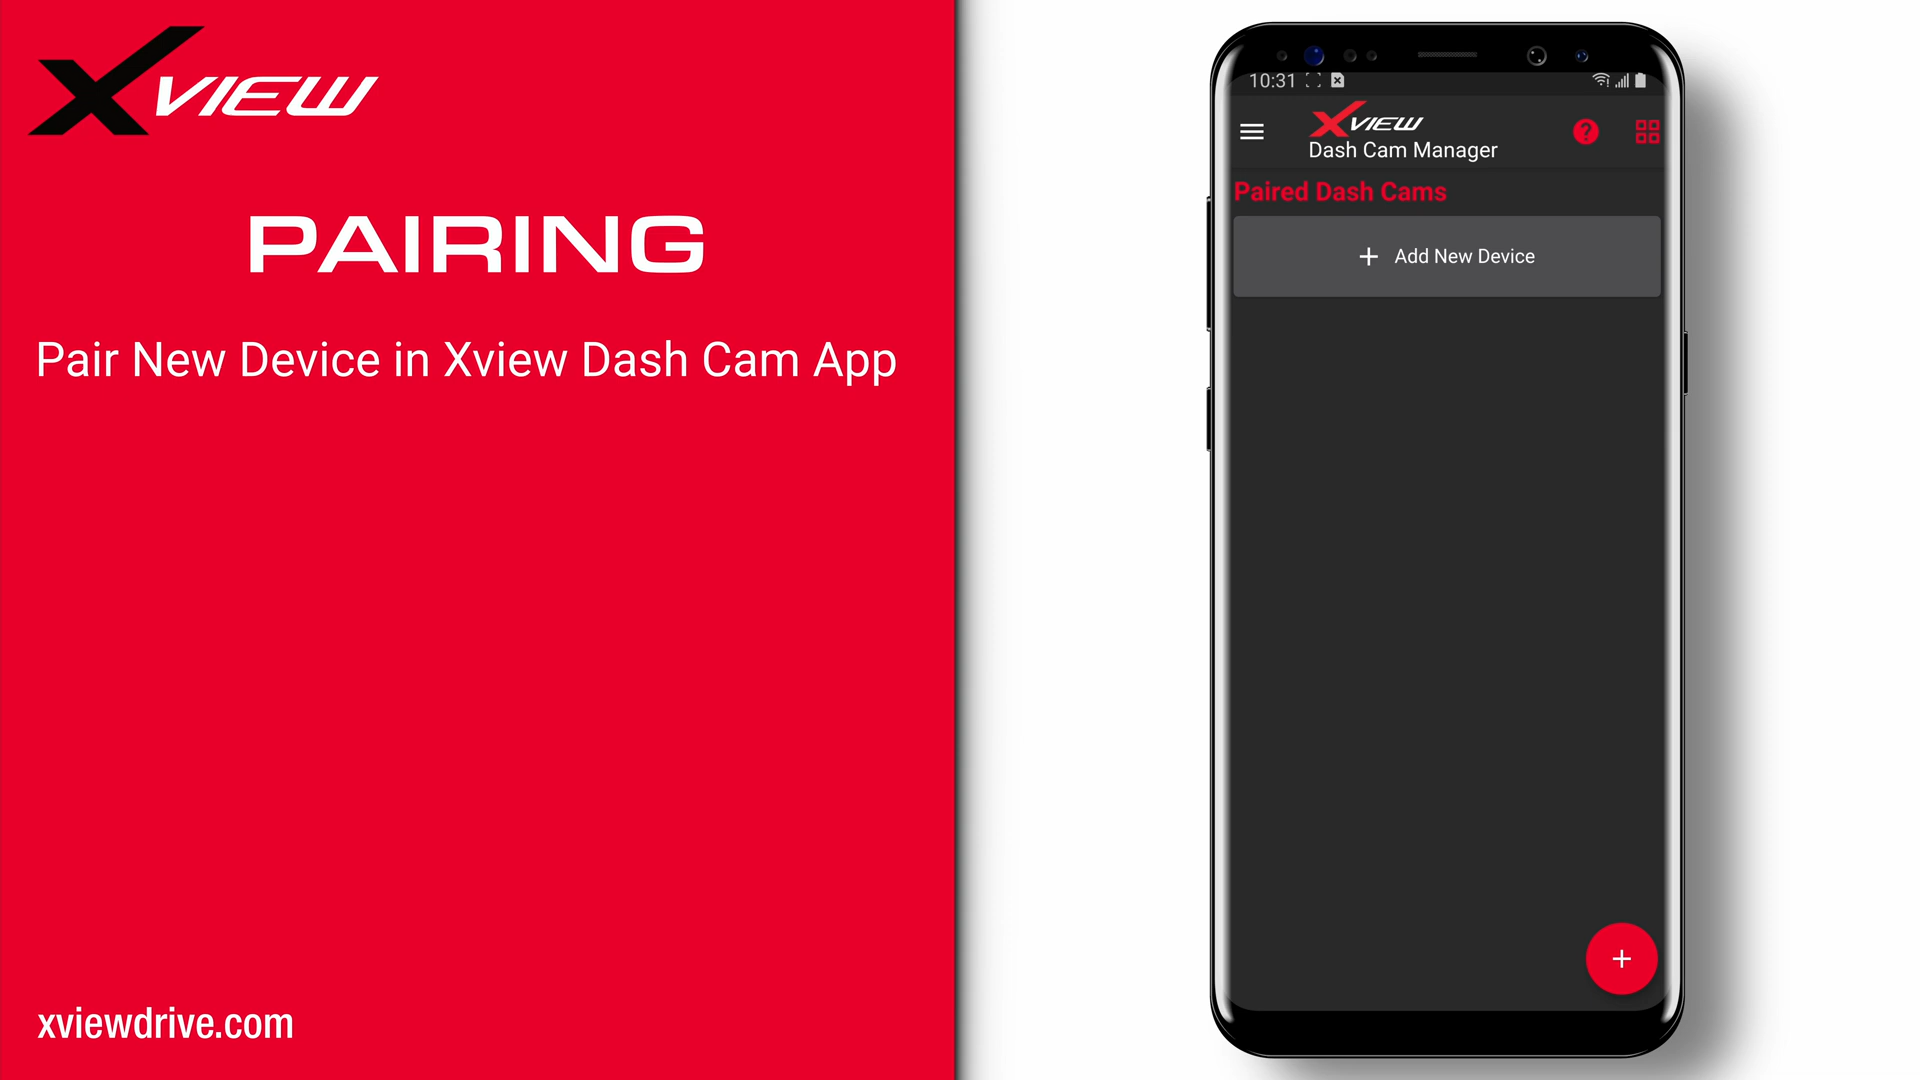 XVIEW
PAIRING
Pair New Device in Xview Dash Cam App
xviewdrive.com
10:31
XVIEW
Dash Cam Manager
?
Paired Dash Cams
+ Add New Device
+